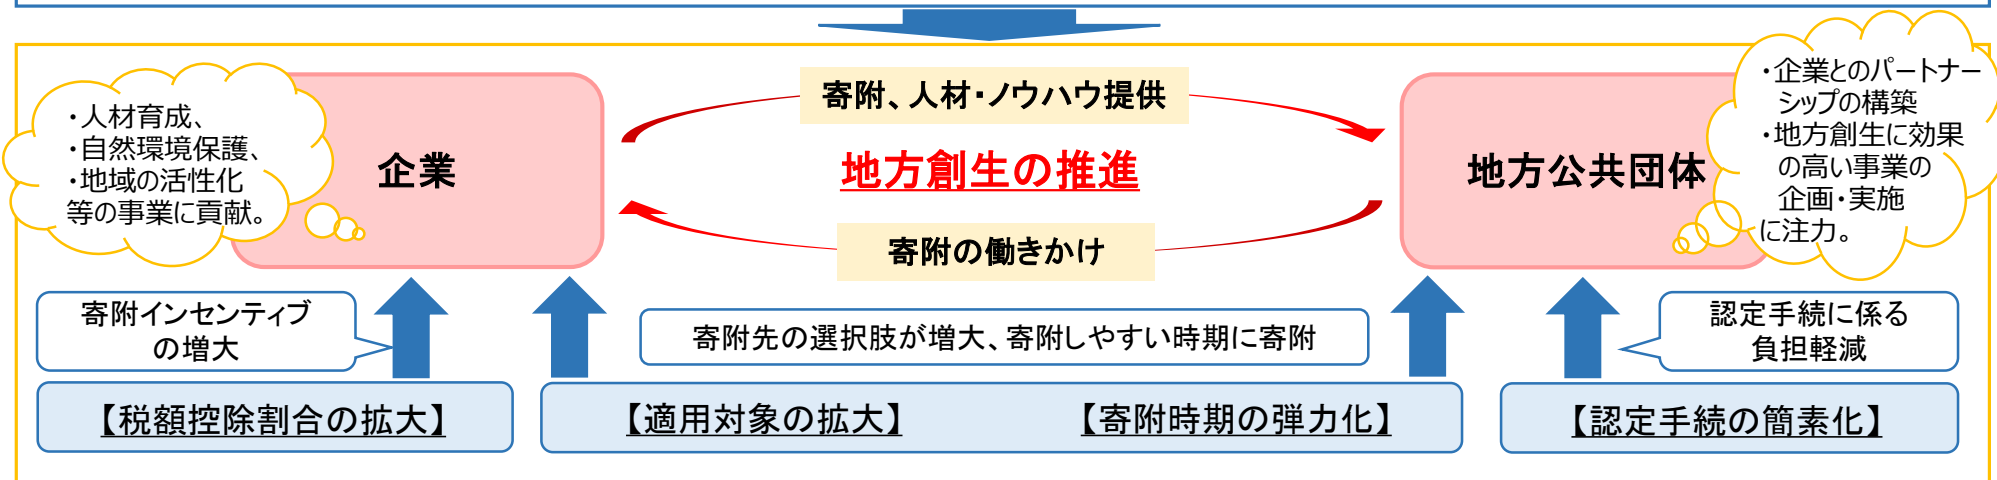 ・人材育成、
・自然環境保護、
・地域の活性化
等の事業に貢献。
企業
寄附、人材・ノウハウ提供
地方創生の推進
寄附の働きかけ
地方公共団体
・企業とのパートナー
シップの構築
・地方創生に効果
の高い事業の
企画・実施
に注力。
寄附インセンティブ
の増大
寄附先の選択肢が増大、寄附しやすい時期に寄附
認定手続に係る
負担軽減
【税額控除割合の拡大】
【適用対象の拡大】
【寄附時期の弾力化】
【認定手続の簡素化】